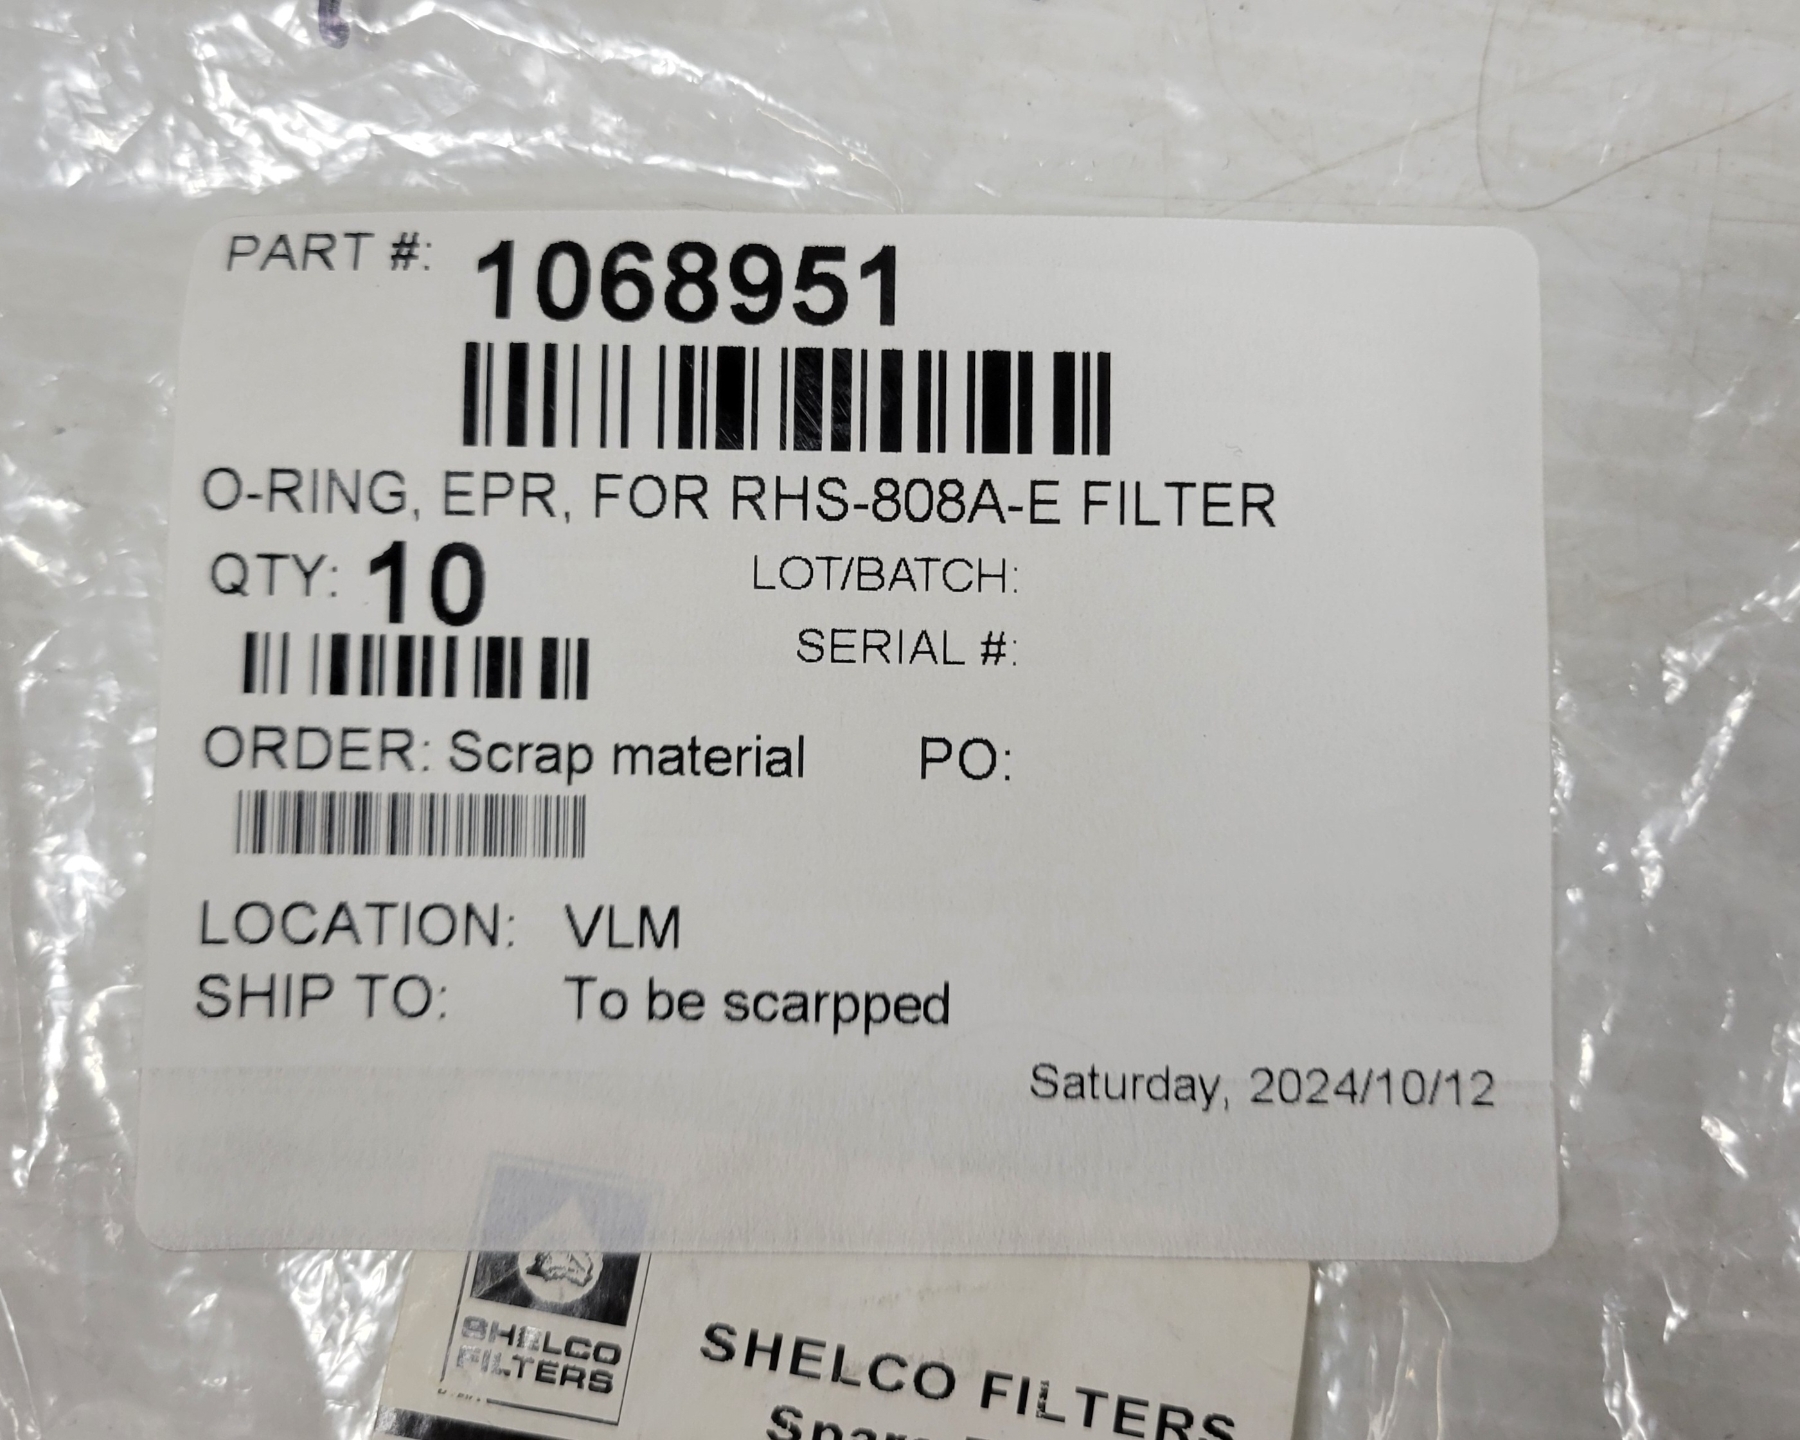 PART #: 1068951
O-RING, EPR, FOR RHS-808A-E FILTER
QTY: 10 LOT/BATCH:
SERIAL #:
ORDER: Scrap material PO:
LOCATION: VLM
SHIP TO: To be scarpped
Saturday, 2024/10/12
SHELCO
FILTERS
SHELCO FILTERS